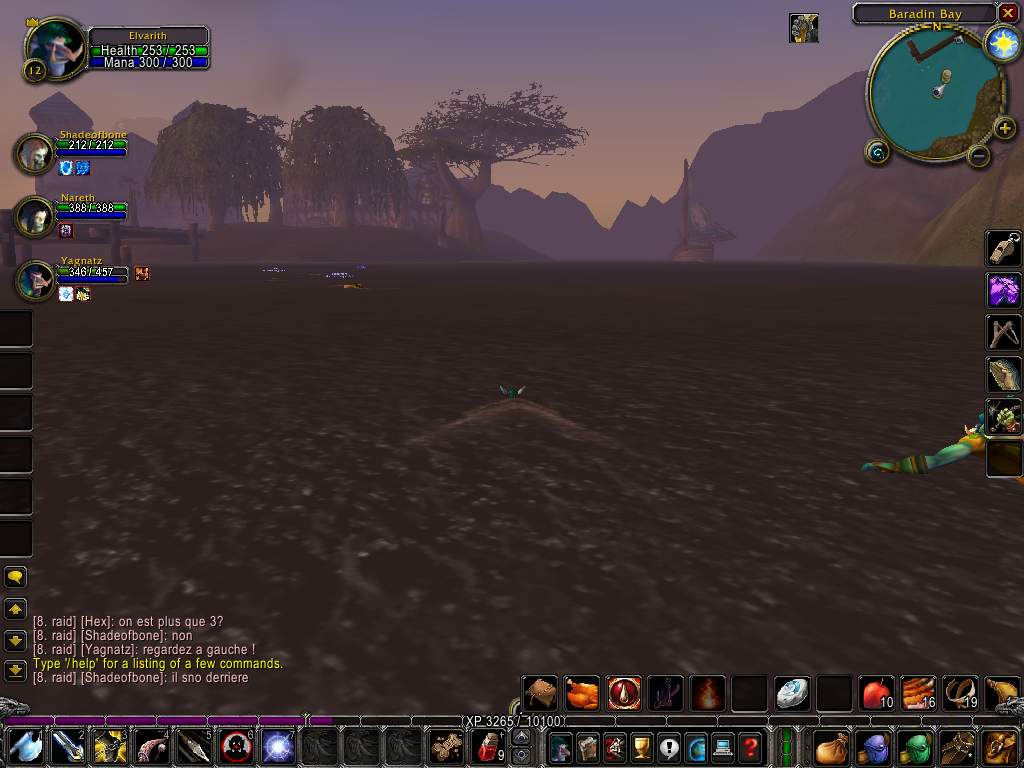 Elvarith
Health 253 / 253
Mana 300 / 300
12
Baradin Bay
N
Shadeofbone
212 / 212
Nareth
388 / 388
Yagnatz
346 / 457
[8. raid] [Hex]: on est plus que 3?
[8. raid] [Shadeofbone]: non
[8. raid] [Yagnatz]: regardez a gauche !
Type '/help' for a listing of a few commands.
[8. raid] [Shadeofbone]: il sno derriere
10
16
19
XP 3265 / 10100
1
2
3
4
5
6
7
9